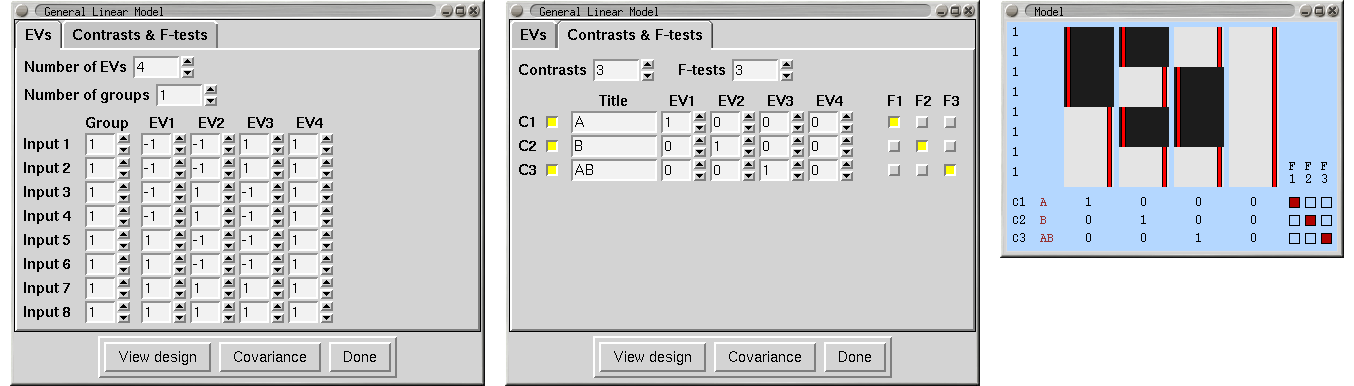 General Linear Model
EVs Contrasts & F-tests
Number of EVs 4
Number of groups 1
Group EV1 EV2 EV3 EV4
Input 1 1 -1 -1 1 1
Input 2 1 -1 -1 1 1
Input 3 1 -1 1 -1 1
Input 4 1 -1 1 -1 1
Input 5 1 1 -1 -1 1
Input 6 1 1 -1 -1 1
Input 7 1 1 1 1 1
Input 8 1 1 1 1 1
View design Covariance Done
General Linear Model
EVs Contrasts & F-tests
Contrasts 3 F-tests 3
Title EV1 EV2 EV3 EV4 F1 F2 F3
C1 A 1 0 0 0
C2 B 0 1 0 0
C3 AB 0 0 1 0
View design Covariance Done
Model
1
1
1
1
1
1
1
1
F F F
1 2 3
C1 A 1 0 0 0
C2 B 0 1 0 0
C3 AB 0 0 1 0